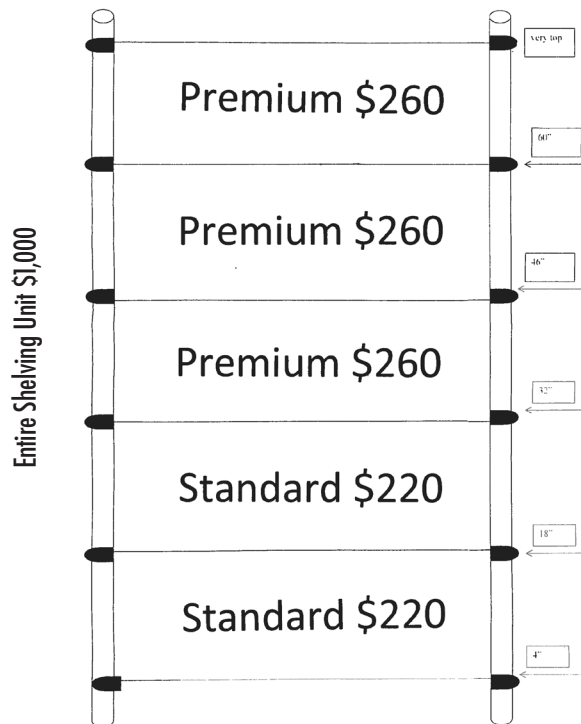 very top
Premium $260
60"
Premium $260
46"
Premium $260
32"
Standard $220
18"
Standard $220
4"
Entire Shelving Unit $1,000